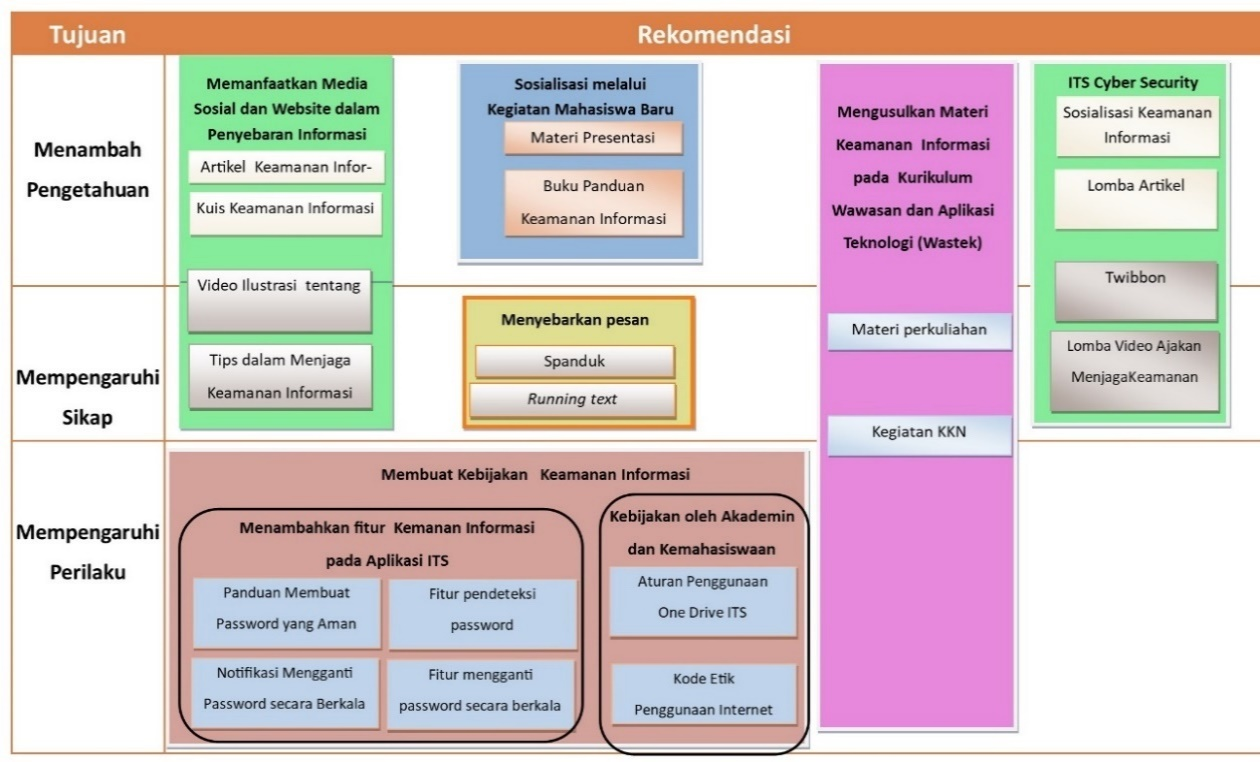 Tujuan
Rekomendasi
Menambah
Pengetahuan
Memanfaatkan Media
Sosial dan Website dalam
Penyebaran Informasi
Artikel Keamanan Infor-
Kuis Keamanan Informasi
Video Ilustrasi tentang
Tips dalam Menjaga
Keamanan Informasi
Sosialisasi melalui
Kegiatan Mahasiswa Baru
Materi Presentasi
Buku Panduan
Keamanan Informasi
Mengusulkan Materi
Keamanan Informasi
pada Kurikulum
Wawasan dan Aplikasi
Teknologi (Wastek)
Materi perkuliahan
Kegiatan KKN
ITS Cyber Security
Sosialisasi Keamanan
Informasi
Lomba Artikel
Twibbon
Lomba Video Ajakan
MenjagaKeamanan
Mempengaruhi
Sikap
Menyebarkan pesan
Spanduk
Running text
Mempengaruhi
Perilaku
Membuat Kebijakan Keamanan Informasi
Menambahkan fitur Kemanan Informasi
pada Aplikasi ITS
Panduan Membuat
Password yang Aman
Fitur pendeteksi
password
Notifikasi Mengganti
Password secara Berkala
Fitur mengganti
password secara berkala
Kebijakan oleh Akademin
dan Kemahasiswaan
Aturan Penggunaan
One Drive ITS
Kode Etik
Penggunaan Internet